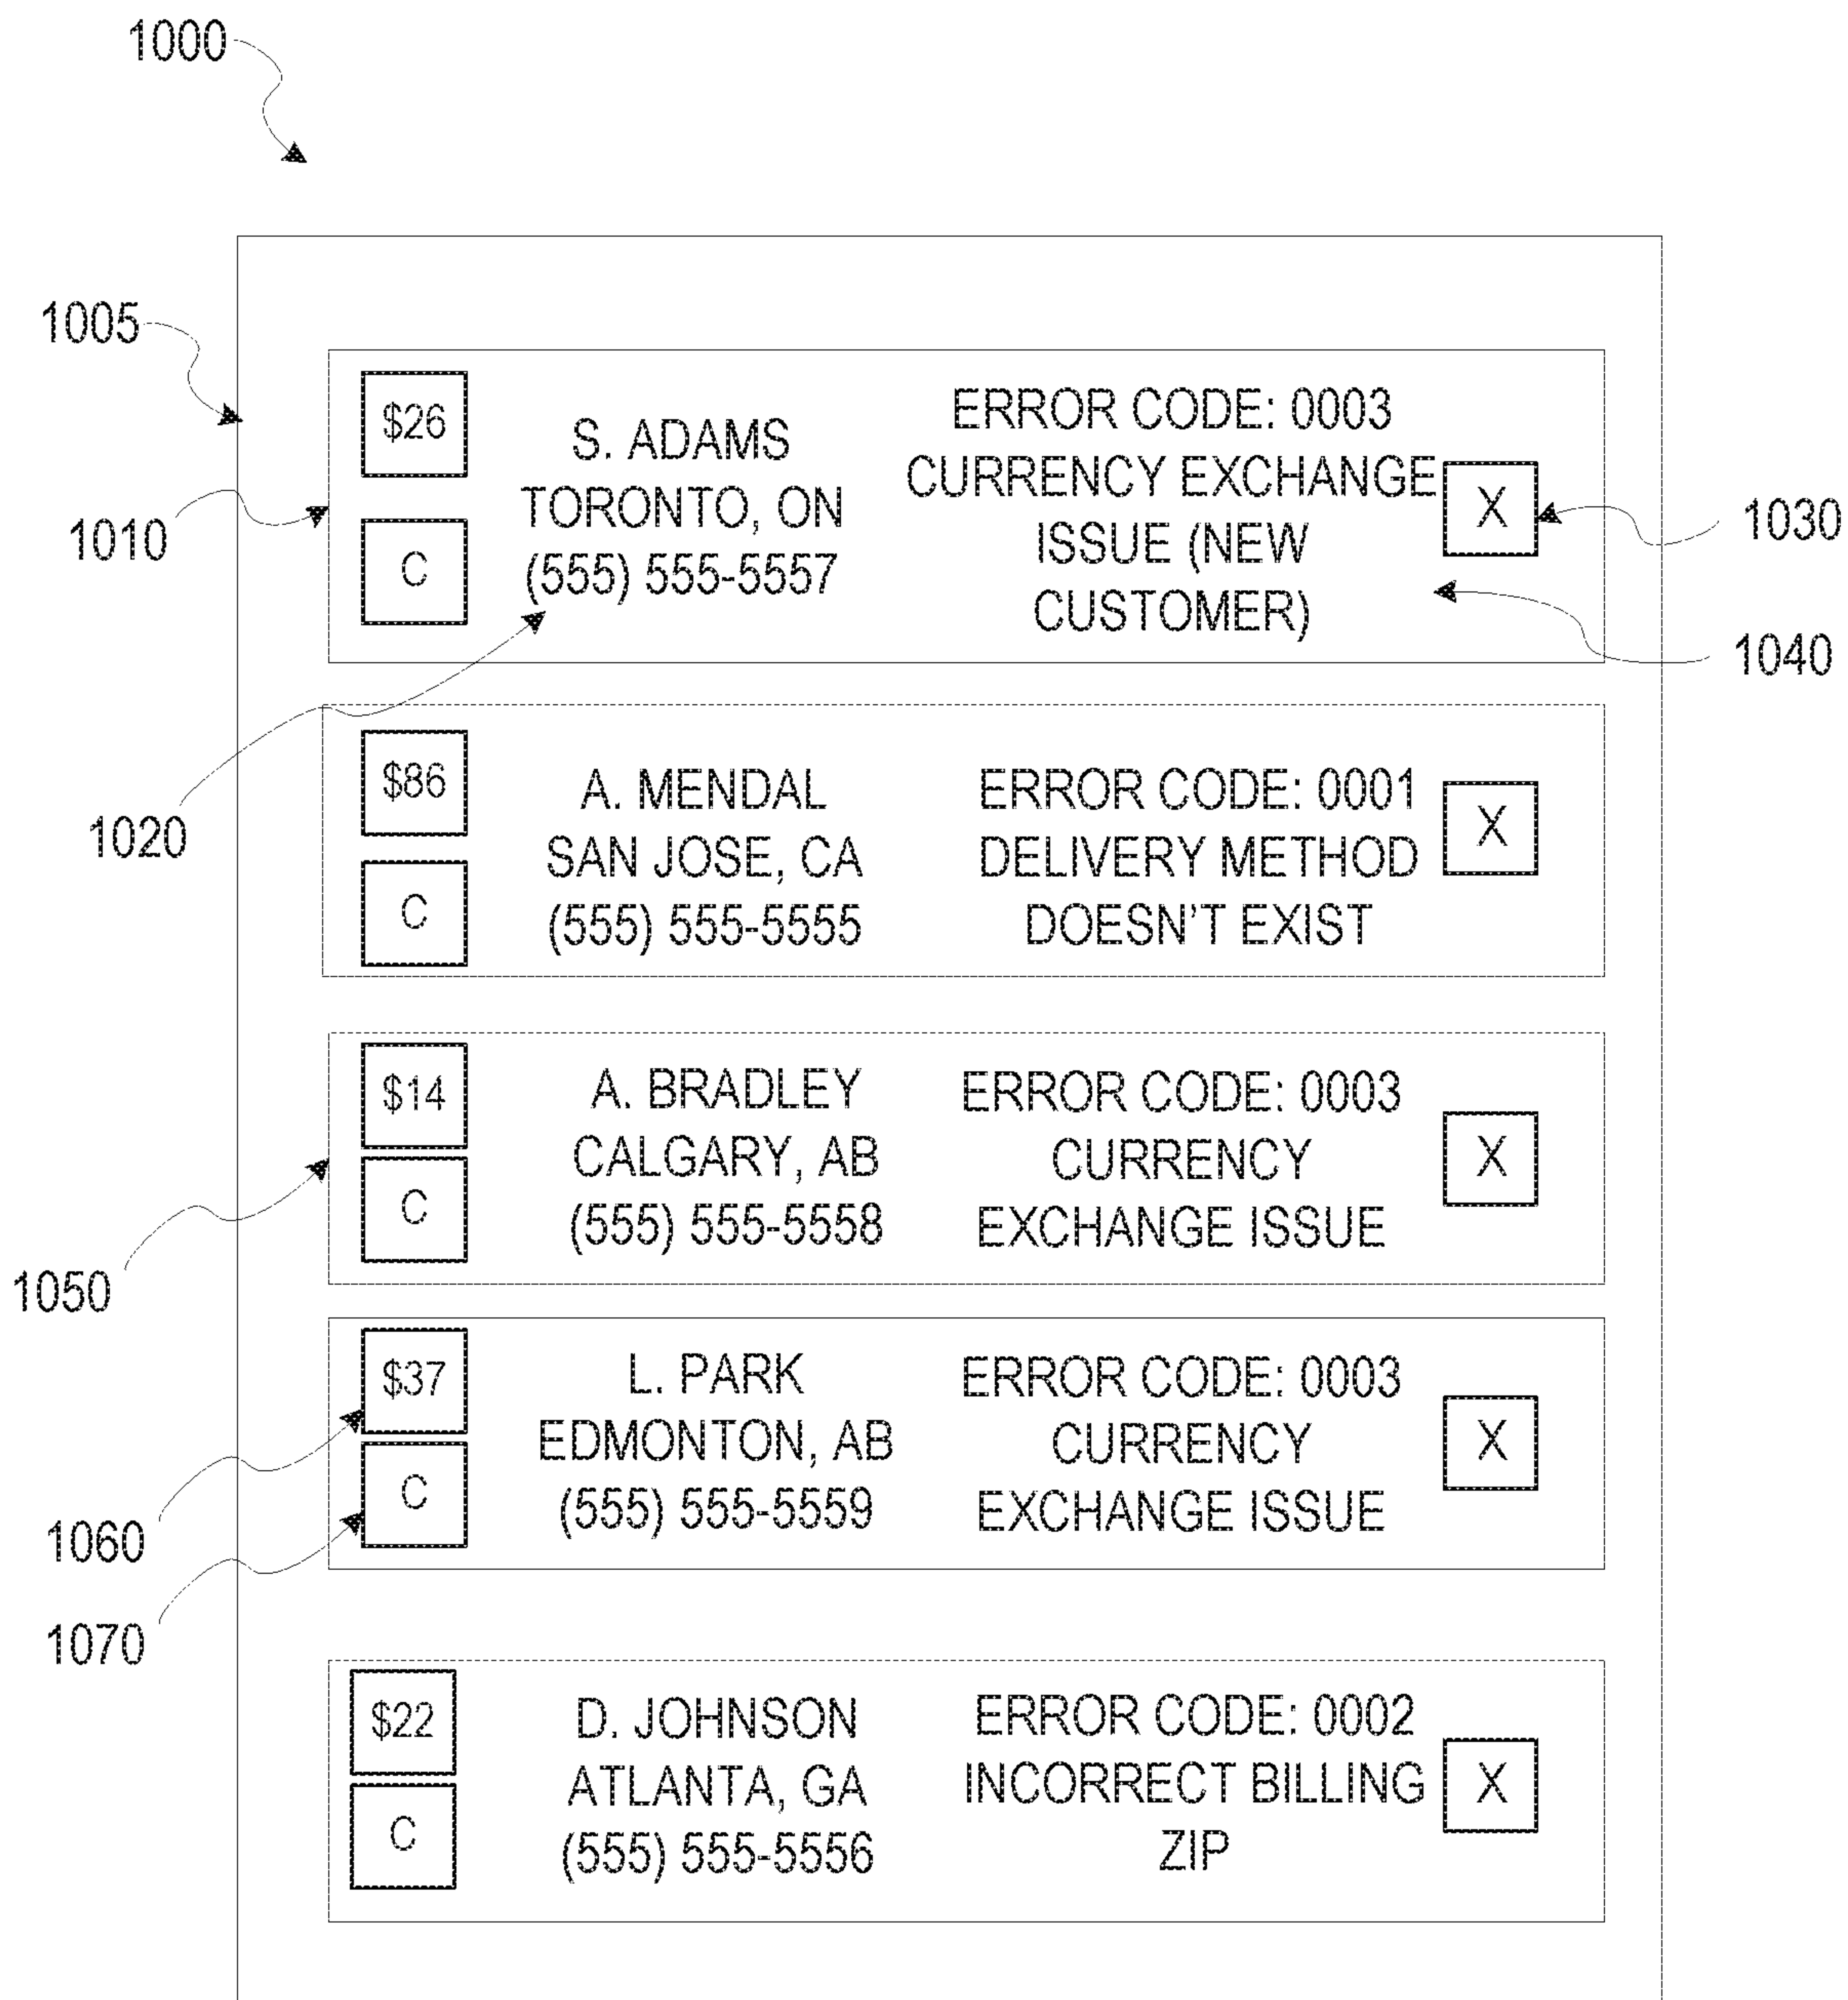 1000
1005
$26
C
S. ADAMS
TORONTO, ON
(555) 555-5557
ERROR CODE: 0003
CURRENCY EXCHANGE
ISSUE (NEW
CUSTOMER)
X
1010
1030
1040
1020
$86
C
A. MENDAL
SAN JOSE, CA
(555) 555-5555
ERROR CODE: 0001
DELIVERY METHOD
DOESN'T EXIST
X
$14
C
A. BRADLEY
CALGARY, AB
(555) 555-5558
ERROR CODE: 0003
CURRENCY
EXCHANGE ISSUE
X
1050
$37
C
L. PARK
EDMONTON, AB
(555) 555-5559
ERROR CODE: 0003
CURRENCY
EXCHANGE ISSUE
X
1060
1070
$22
C
D. JOHNSON
ATLANTA, GA
(555) 555-5556
ERROR CODE: 0002
INCORRECT BILLING
ZIP
X